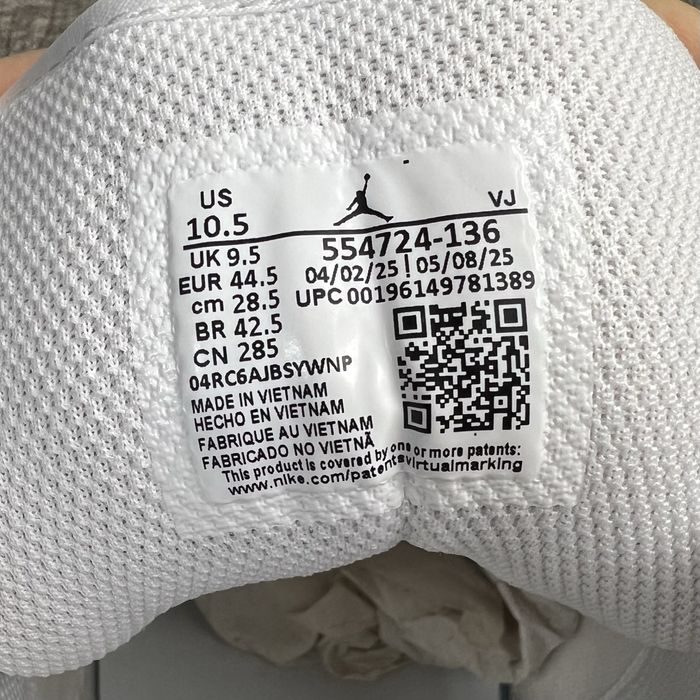 US
VJ
10.5
UK 9.5
554724-136
EUR 44.5
04/02/25 | 05/08/25
cm 28.5
UPC 00196149781389
BR 42.5
CN 285
04RC6AJBSYWNP
MADE IN VIETNAM
HECHO EN VIETNAM
FABRIQUE AU VIETNAM
FABRICADO NO VIETNÃ
This product is covered by one or more patents:
www.nike.com/patentsvirtualmarking